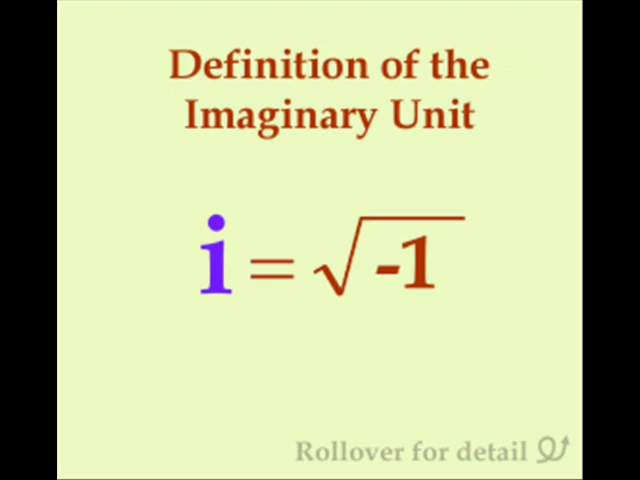 Definition of the
Imaginary Unit
i = √-1
Rollover for detail